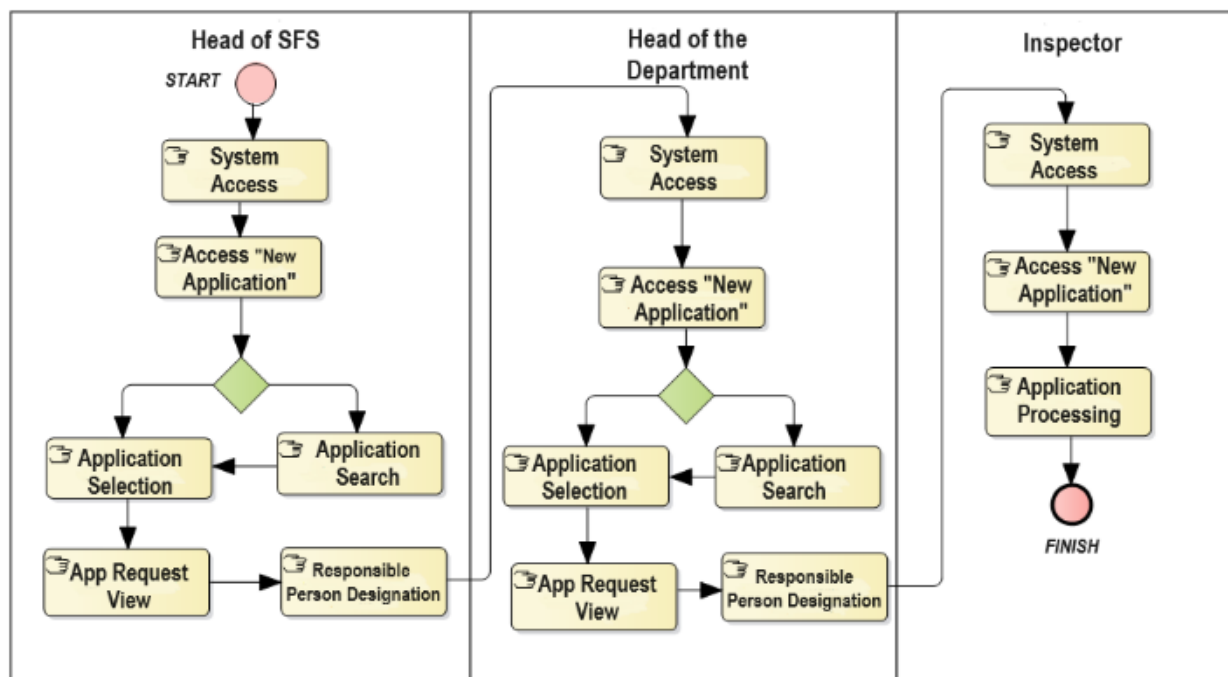 Head of SFS
START
System
Access
Access "New
Application"
Application
Selection
Application
Search
App Request
View
Responsible
Person Designation
Head of the
Department
System
Access
Access "New
Application"
Application
Selection
Application
Search
App Request
View
Responsible
Person Designation
Inspector
System
Access
Access "New
Application"
Application
Processing
FINISH